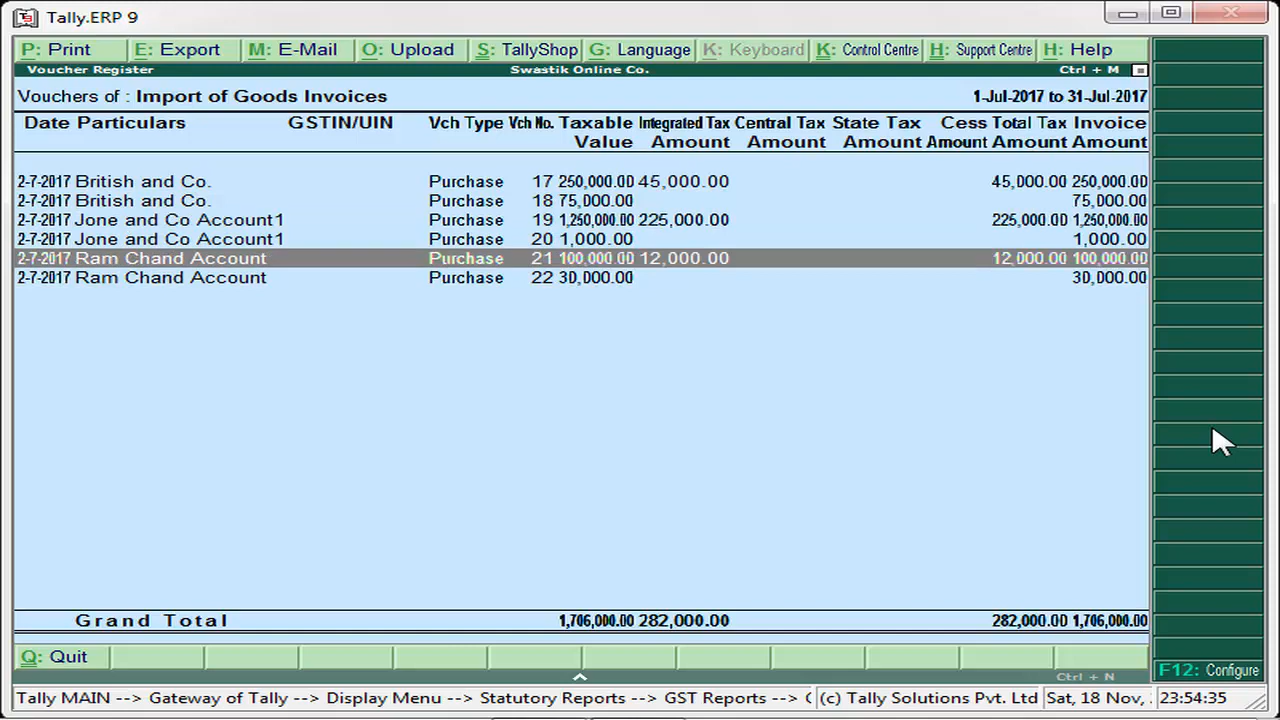 Tally.ERP 9
P: Print E: Export M: E-Mail O: Upload S: TallyShop G: Language K: Keyboard K: Control Centre H: Support Centre H: Help
Voucher Register Swastik Online Co. Ctrl + M
Vouchers of : Import of Goods Invoices 1-Jul-2017 to 31-Jul-2017
Date Particulars GSTIN/UIN Vch Type Vch No. Taxable Integrated Tax Central Tax State Tax Cess Total Tax Invoice
Value Amount Amount Amount Amount Amount Amount
2-7-2017 British and Co. Purchase 17 250,000.00 45,000.00 45,000.00 250,000.00
2-7-2017 British and Co. Purchase 18 75,000.00 75,000.00
2-7-2017 Jone and Co Account1 Purchase 19 1,250,000.00 225,000.00 225,000.00 1,250,000.00
2-7-2017 Jone and Co Account1 Purchase 20 1,000.00 1,000.00
2-7-2017 Ram Chand Account Purchase 21 100,000.00 12,000.00 12,000.00 100,000.00
2-7-2017 Ram Chand Account Purchase 22 30,000.00 30,000.00
Grand Total 1,706,000.00 282,000.00 282,000.00 1,706,000.00
Q: Quit
F12: Configure
Ctrl + N
Tally MAIN --> Gateway of Tally --> Display Menu --> Statutory Reports --> GST Reports --> (c) Tally Solutions Pvt. Ltd Sat, 18 Nov, 23:54:35